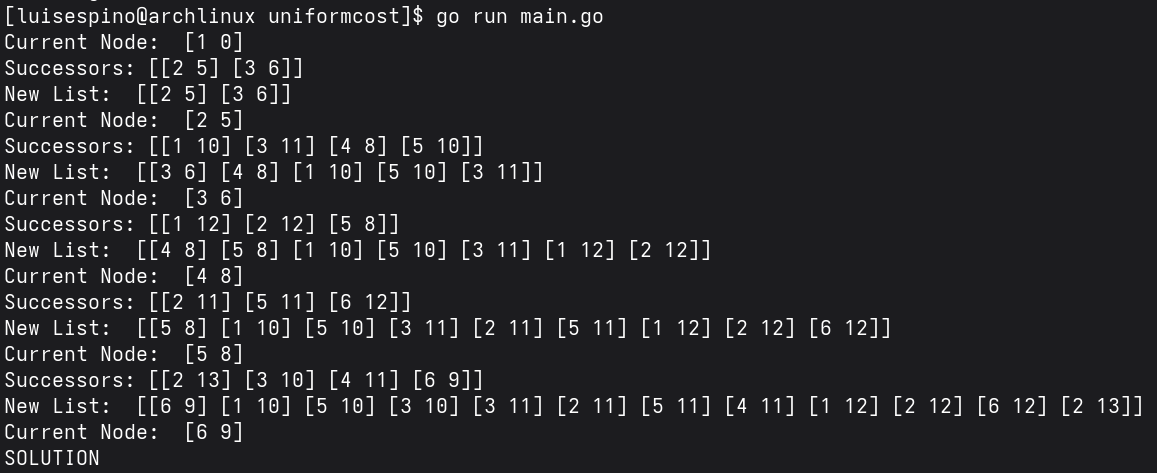 [luisespino@archlinux uniformcost]$ go run main.go
Current Node:  [1 0]
Successors: [[2 5] [3 6]]
New List:  [[2 5] [3 6]]
Current Node:  [2 5]
Successors: [[1 10] [3 11] [4 8] [5 10]]
New List:  [[3 6] [4 8] [1 10] [5 10] [3 11]]
Current Node:  [3 6]
Successors: [[1 12] [2 12] [5 8]]
New List:  [[4 8] [5 8] [1 10] [5 10] [3 11] [1 12] [2 12]]
Current Node:  [4 8]
Successors: [[2 11] [5 11] [6 12]]
New List:  [[5 8] [1 10] [5 10] [3 11] [2 11] [5 11] [1 12] [2 12] [6 12]]
Current Node:  [5 8]
Successors: [[2 13] [3 10] [4 11] [6 9]]
New List:  [[6 9] [1 10] [5 10] [3 10] [3 11] [2 11] [5 11] [4 11] [1 12] [2 12] [6 12] [2 13]]
Current Node:  [6 9]
SOLUTION